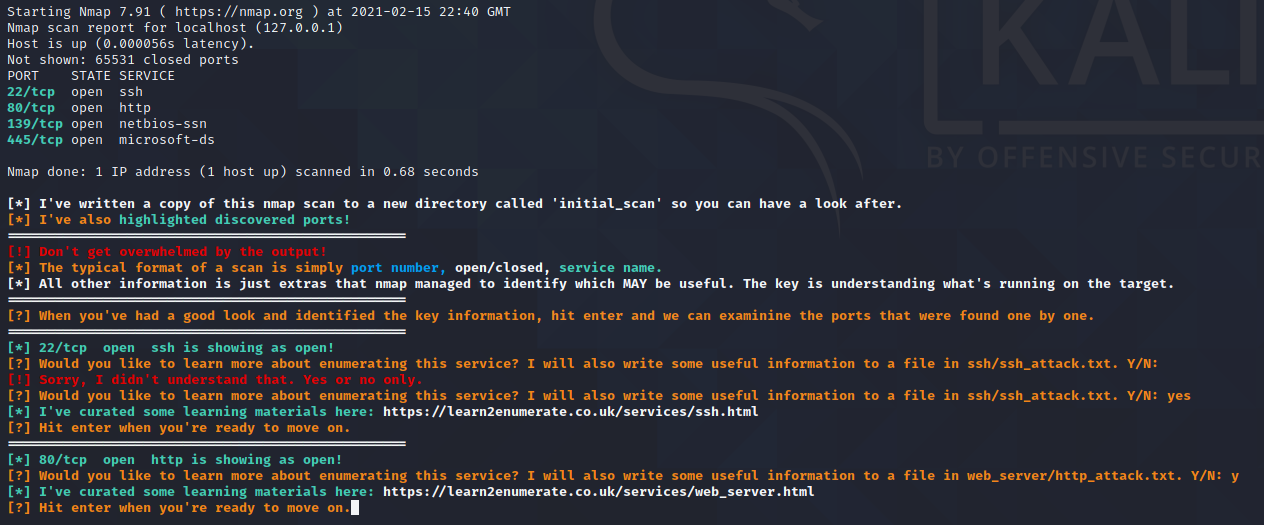 Starting Nmap 7.91 ( https://nmap.org ) at 2021-02-15 22:40 GMT
Nmap scan report for localhost (127.0.0.1)
Host is up (0.000056s latency).
Not shown: 65531 closed ports
PORT    STATE SERVICE
22/tcp  open  ssh
80/tcp  open  http
139/tcp open  netbios-ssn
445/tcp open  microsoft-ds
KALI
BY OFFENSIVE SECUR
Nmap done: 1 IP address (1 host up) scanned in 0.68 seconds
[*] I've written a copy of this nmap scan to a new directory called 'initial_scan' so you can have a look after.
[*] I've also highlighted discovered ports!
==================================================
[!] Don't get overwhelmed by the output!
[*] The typical format of a scan is simply port number, open/closed, service name.
[*] All other information is just extras that nmap managed to identify which MAY be useful. The key is understanding what's running on the target.
==================================================
[?] When you've had a good look and identified the key information, hit enter and we can examinine the ports that were found one by one.
==================================================
[*] 22/tcp  open  ssh is showing as open!
[?] Would you like to learn more about enumerating this service? I will also write some useful information to a file in ssh/ssh_attack.txt. Y/N:
[!] Sorry, I didn't understand that. Yes or no only.
[?] Would you like to learn more about enumerating this service? I will also write some useful information to a file in ssh/ssh_attack.txt. Y/N: yes
[*] I've curated some learning materials here: https://learn2enumerate.co.uk/services/ssh.html
[?] Hit enter when you're ready to move on.
==================================================
[*] 80/tcp  open  http is showing as open!
[?] Would you like to learn more about enumerating this service? I will also write some useful information to a file in web_server/http_attack.txt. Y/N: y
[*] I've curated some learning materials here: https://learn2enumerate.co.uk/services/web_server.html
[?] Hit enter when you're ready to move on.